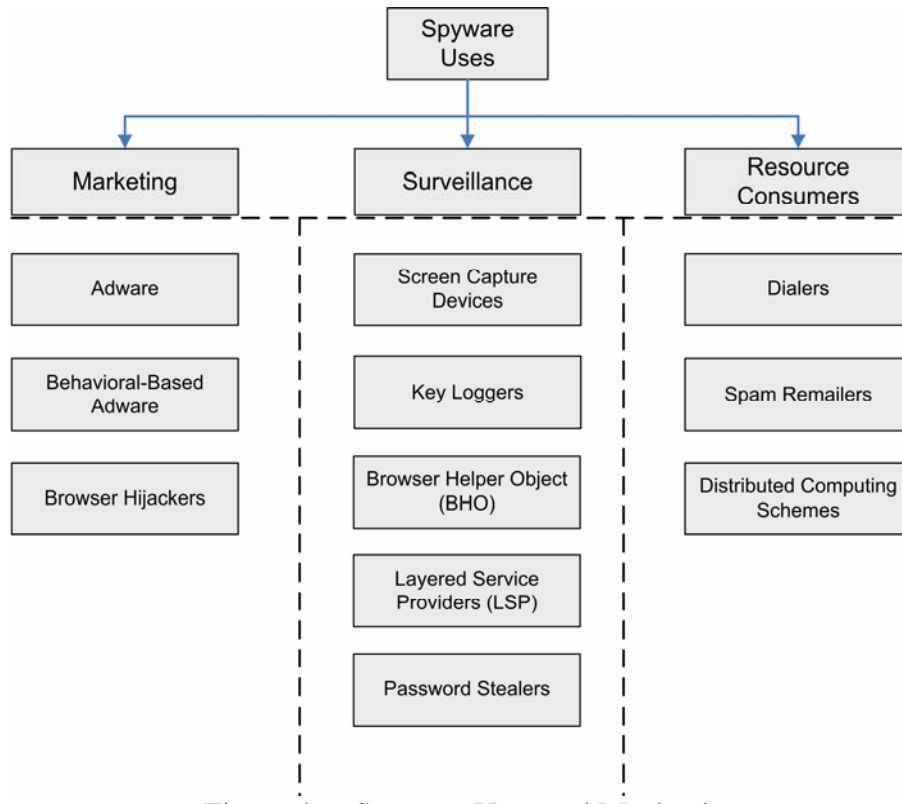 Spyware
Uses
Marketing
Surveillance
Resource
Consumers
Adware
Behavioral-Based
Adware
Browser Hijackers
Screen Capture
Devices
Key Loggers
Browser Helper Object
(BHO)
Layered Service
Providers (LSP)
Password Stealers
Dialers
Spam Remailers
Distributed Computing
Schemes